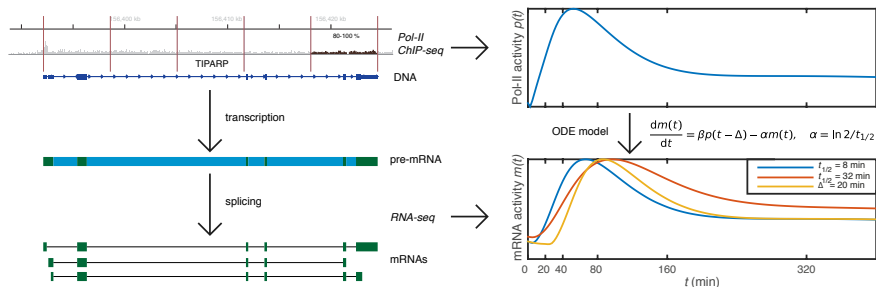 156,400 kb 156,410 kb 156,420 kb
80-100 %
Pol-II
ChIP-seq
TIPARP
DNA
transcription
pre-mRNA
splicing
RNA-seq
mRNAs
Pol-II activity p(t)
ODE model
dm(t)/dt = βp(t − Δ) − αm(t), α = ln 2/t1/2
mRNA activity m(t)
t1/2 = 8 min
t1/2 = 32 min
Δ = 20 min
0 20 40 80 160 320
t (min)